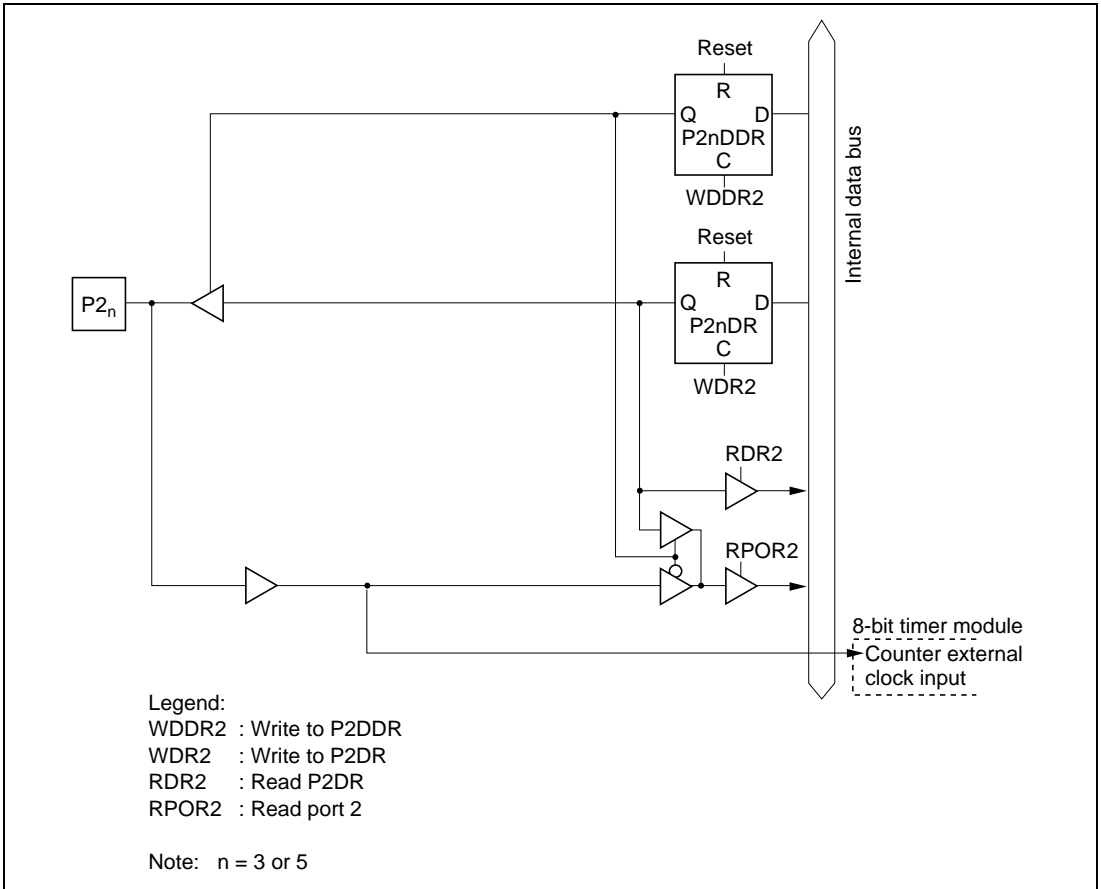 Reset
R
Q D
P2nDDR
C
WDDR2
Internal data bus
Reset
R
P2n
Q D
P2nDR
C
WDR2
RDR2
RPOR2
8-bit timer module
Counter external
clock input
Legend:
WDDR2 : Write to P2DDR
WDR2 : Write to P2DR
RDR2 : Read P2DR
RPOR2 : Read port 2
Note: n = 3 or 5